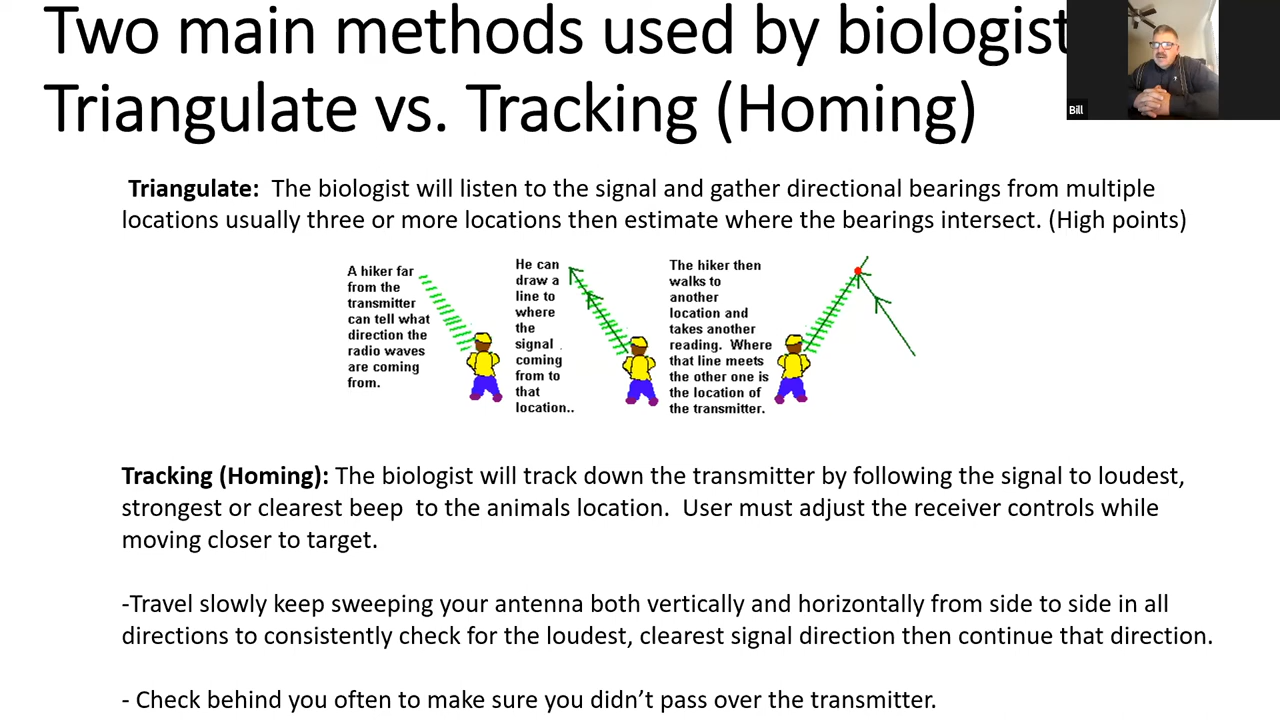 Two main methods used by biologist
Triangulate vs. Tracking (Homing)
Bill
Triangulate: The biologist will listen to the signal and gather directional bearings from multiple
locations usually three or more locations then estimate where the bearings intersect. (High points)
A hiker far
from the
transmitter
can tell what
direction the
radio waves
are coming
from.
He can
draw a
line to
where
the
signal
coming
from to
that
location..
The hiker then
walks to
another
location and
takes another
reading. Where
that line meets
the other one is
the location of
the transmitter.
Tracking (Homing): The biologist will track down the transmitter by following the signal to loudest,
strongest or clearest beep to the animals location. User must adjust the receiver controls while
moving closer to target.
-Travel slowly keep sweeping your antenna both vertically and horizontally from side to side in all
directions to consistently check for the loudest, clearest signal direction then continue that direction.
- Check behind you often to make sure you didn’t pass over the transmitter.